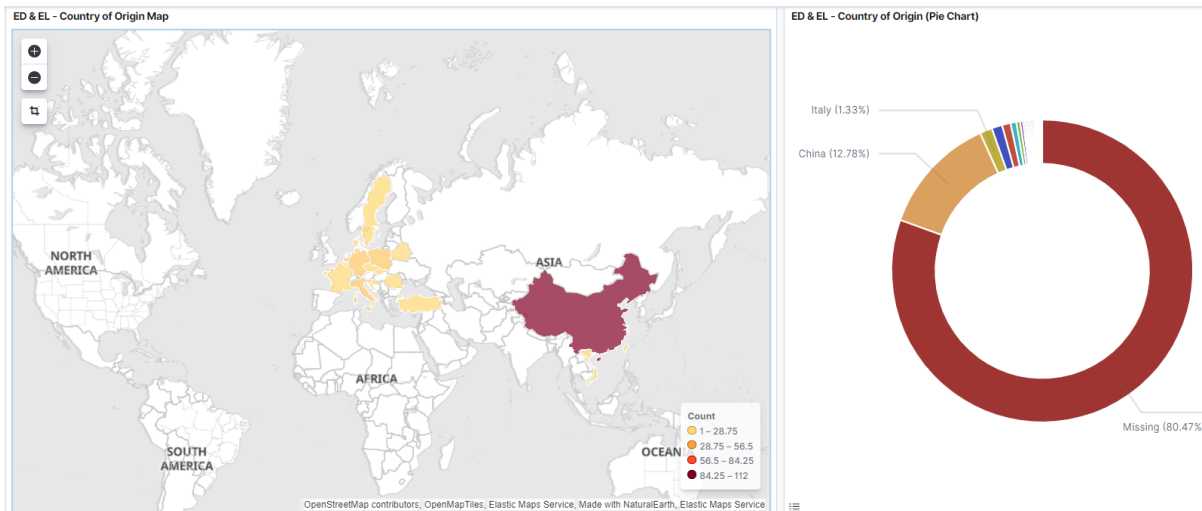 ED & EL - Country of Origin Map
NORTH
AMERICA
ASIA
AFRICA
SOUTH
AMERICA
OCEAN
Count
1 – 28.75
28.75 – 56.5
56.5 – 84.25
84.25 – 112
OpenStreetMap contributors, OpenMapTiles, Elastic Maps Service, Made with NaturalEarth, Elastic Maps Service
ED & EL - Country of Origin (Pie Chart)
Italy (1.33%)
China (12.78%)
Missing (80.47%